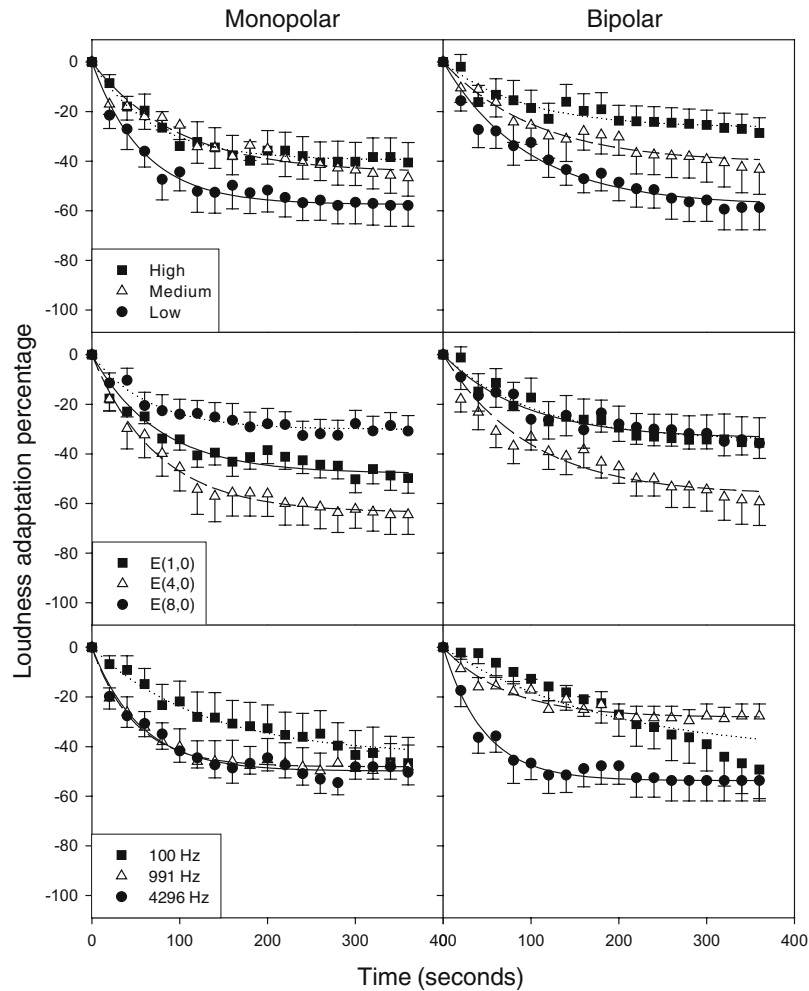 Monopolar Bipolar
0
-20
-40
-60
-80
-100
High
Medium
Low
0
-20
-40
-60
-80
-100
E(1,0)
E(4,0)
E(8,0)
0
-20
-40
-60
-80
-100
100 Hz
991 Hz
4296 Hz
0 100 200 300 400 0 100 200 300 400
Loudness adaptation percentage
Time (seconds)